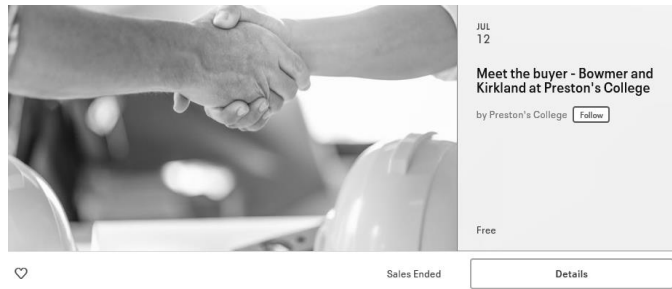 JUL
12
Meet the buyer - Bowmer and
Kirkland at Preston's College
by Preston's College Follow
Free
Sales Ended
Details